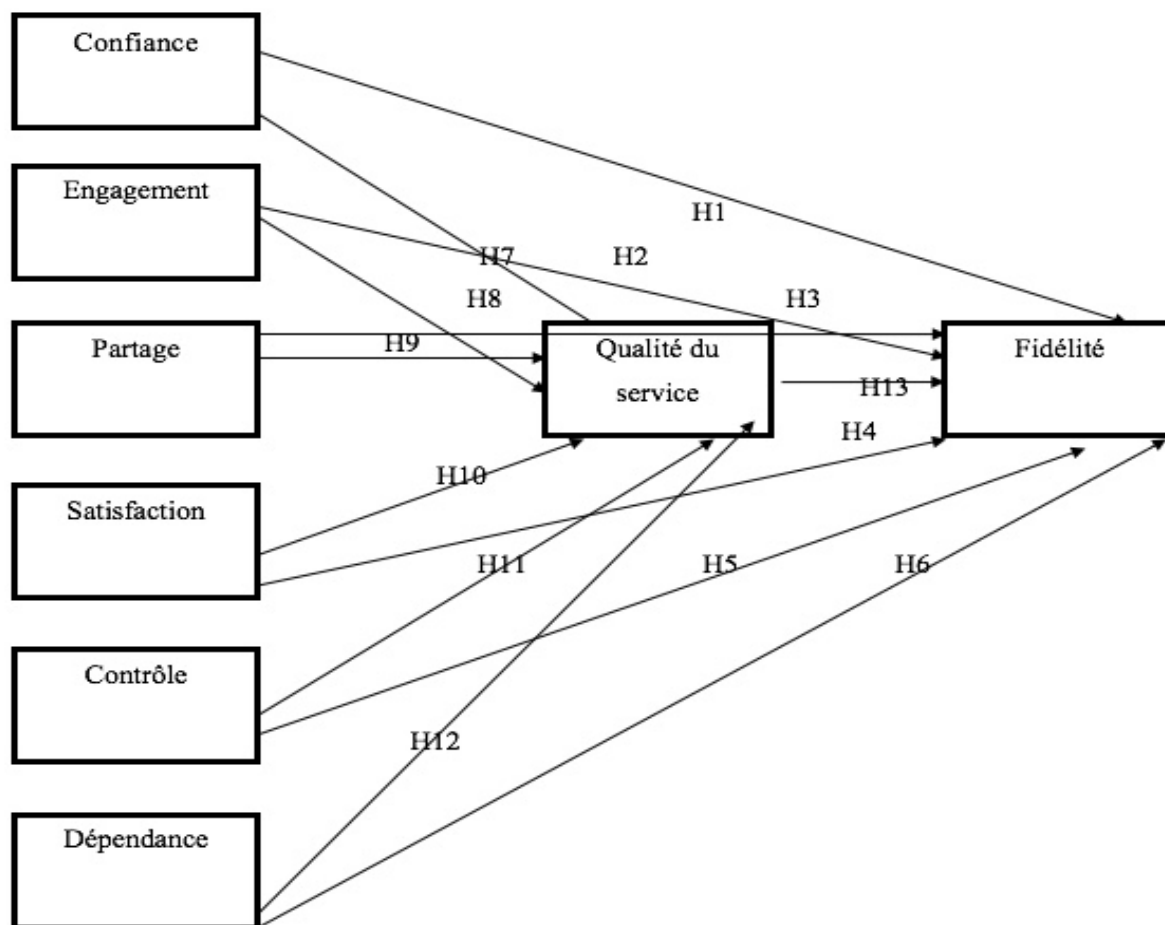 Confiance
Engagement
H1
H7
H2
H8
H3
Partage
H9
Qualité du
service
Fidélité
H13
H4
H10
Satisfaction
H11
H5
H6
Contrôle
H12
Dépendance